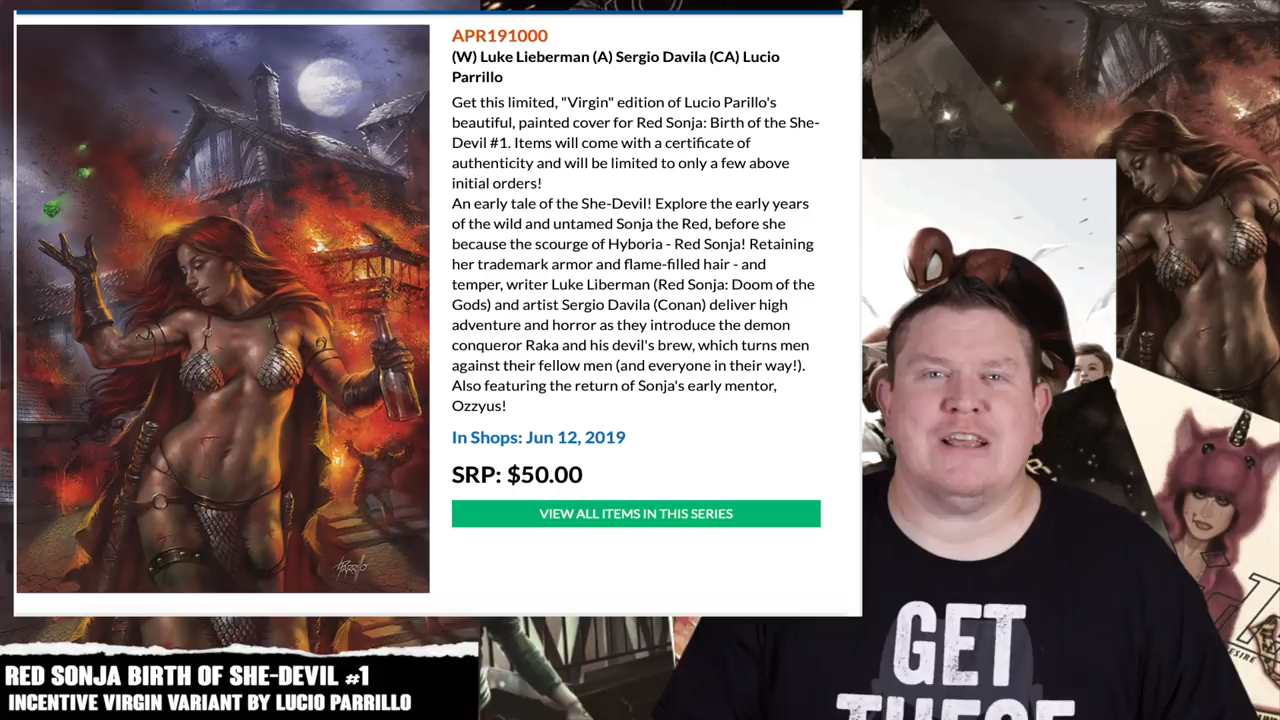 APR191000
(W) Luke Lieberman (A) Sergio Davila (CA) Lucio
Parrillo
Get this limited, "Virgin" edition of Lucio Parillo's
beautiful, painted cover for Red Sonja: Birth of the She-
Devil #1. Items will come with a certificate of
authenticity and will be limited to only a few above
initial orders!
An early tale of the She-Devil! Explore the early years
of the wild and untamed Sonja the Red, before she
because the scourge of Hyboria - Red Sonja! Retaining
her trademark armor and flame-filled hair - and
temper, writer Luke Liberman (Red Sonja: Doom of the
Gods) and artist Sergio Davila (Conan) deliver high
adventure and horror as they introduce the demon
conqueror Raka and his devil's brew, which turns men
against their fellow men (and everyone in their way!).
Also featuring the return of Sonja's early mentor,
Ozzyus!
In Shops: Jun 12, 2019
SRP: $50.00
VIEW ALL ITEMS IN THIS SERIES
PARRILLO
GET
THESE
RED SONJA BIRTH OF SHE-DEVIL #1
INCENTIVE VIRGIN VARIANT BY LUCIO PARRILLO